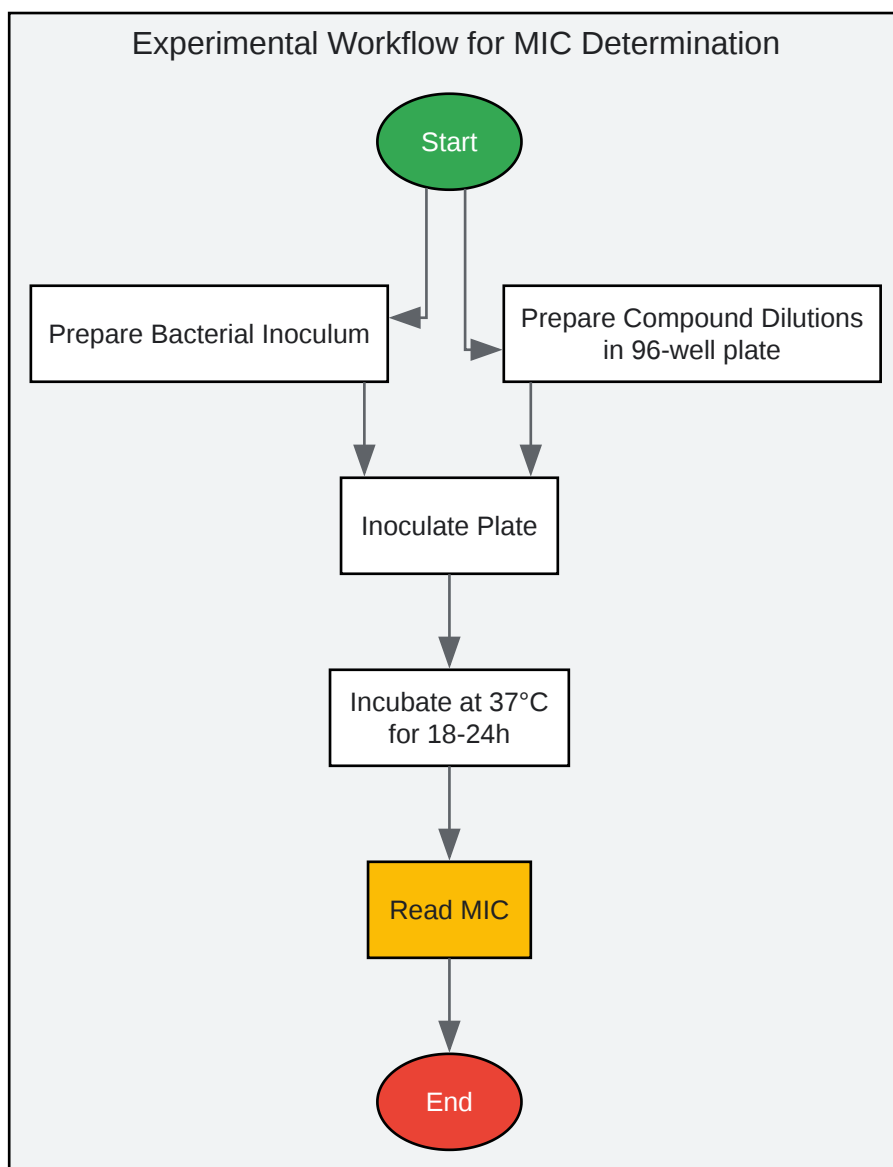 Experimental Workflow for MIC Determination
Start
Prepare Bacterial Inoculum
Prepare Compound Dilutions
in 96-well plate
Inoculate Plate
Incubate at 37°C
for 18-24h
Read MIC
End